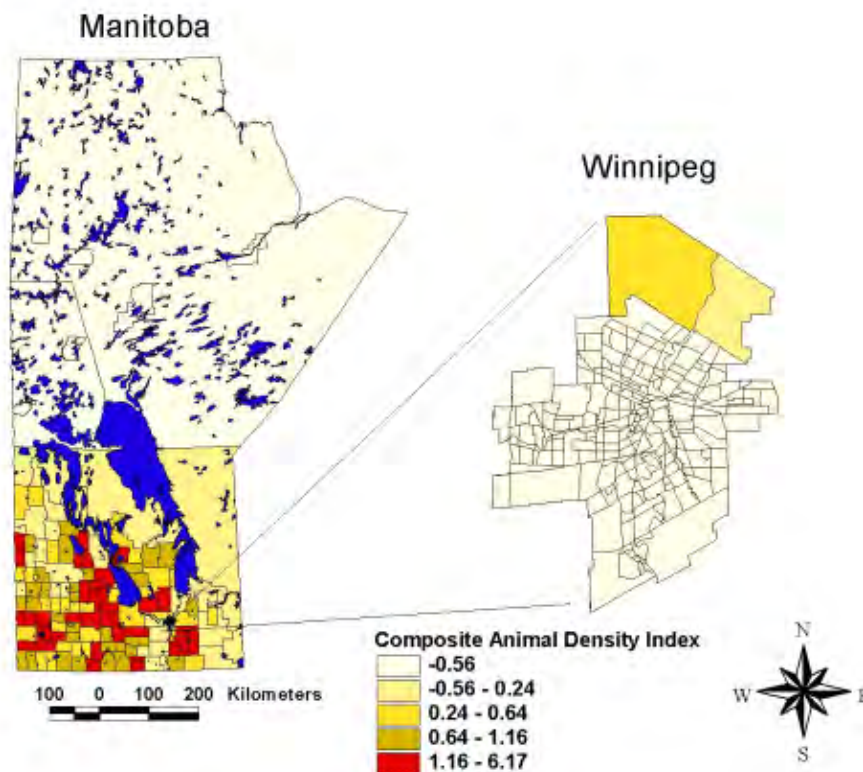 Manitoba
Winnipeg
Composite Animal Density Index
-0.56
-0.56 - 0.24
0.24 - 0.64
0.64 - 1.16
1.16 - 6.17
100 0 100 200 Kilometers
N
W
E
S